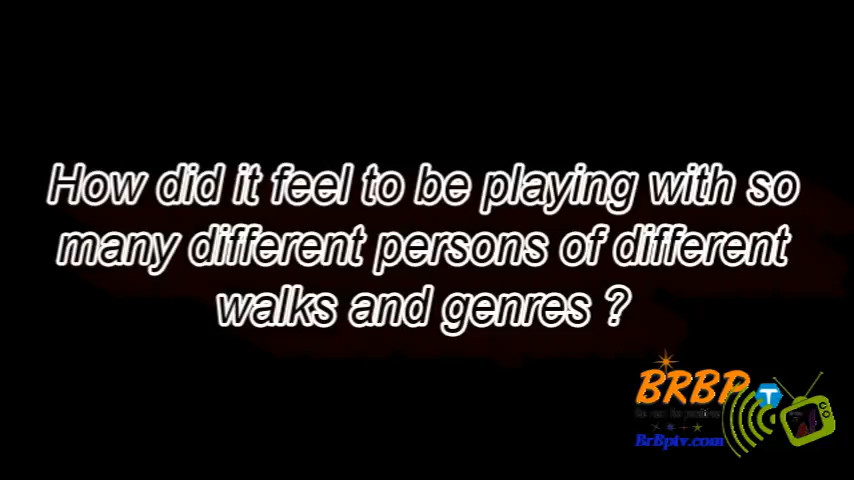 How did it feel to be playing with so
many different persons of different
walks and genres ?
BRBP
T
BrBptv.com